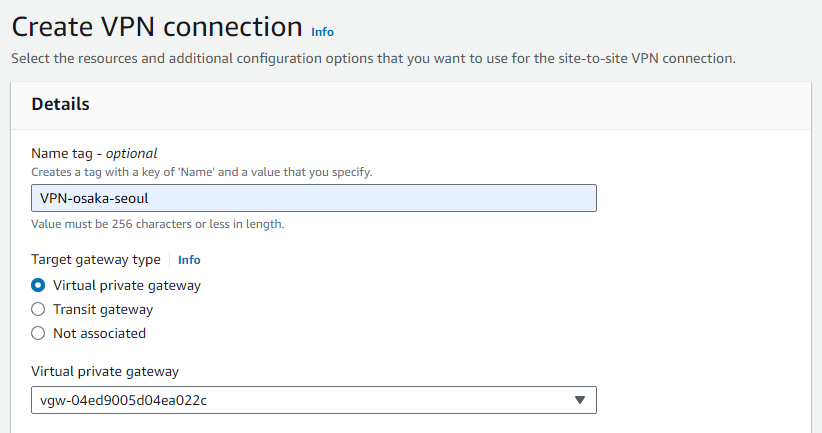 Create VPN connection Info
Select the resources and additional configuration options that you want to use for the site-to-site VPN connection.
Details
Name tag - optional
Creates a tag with a key of 'Name' and a value that you specify.
VPN-osaka-seoul
Value must be 256 characters or less in length.
Target gateway type Info
Virtual private gateway
Transit gateway
Not associated
Virtual private gateway
vgw-04ed9005d04ea022c